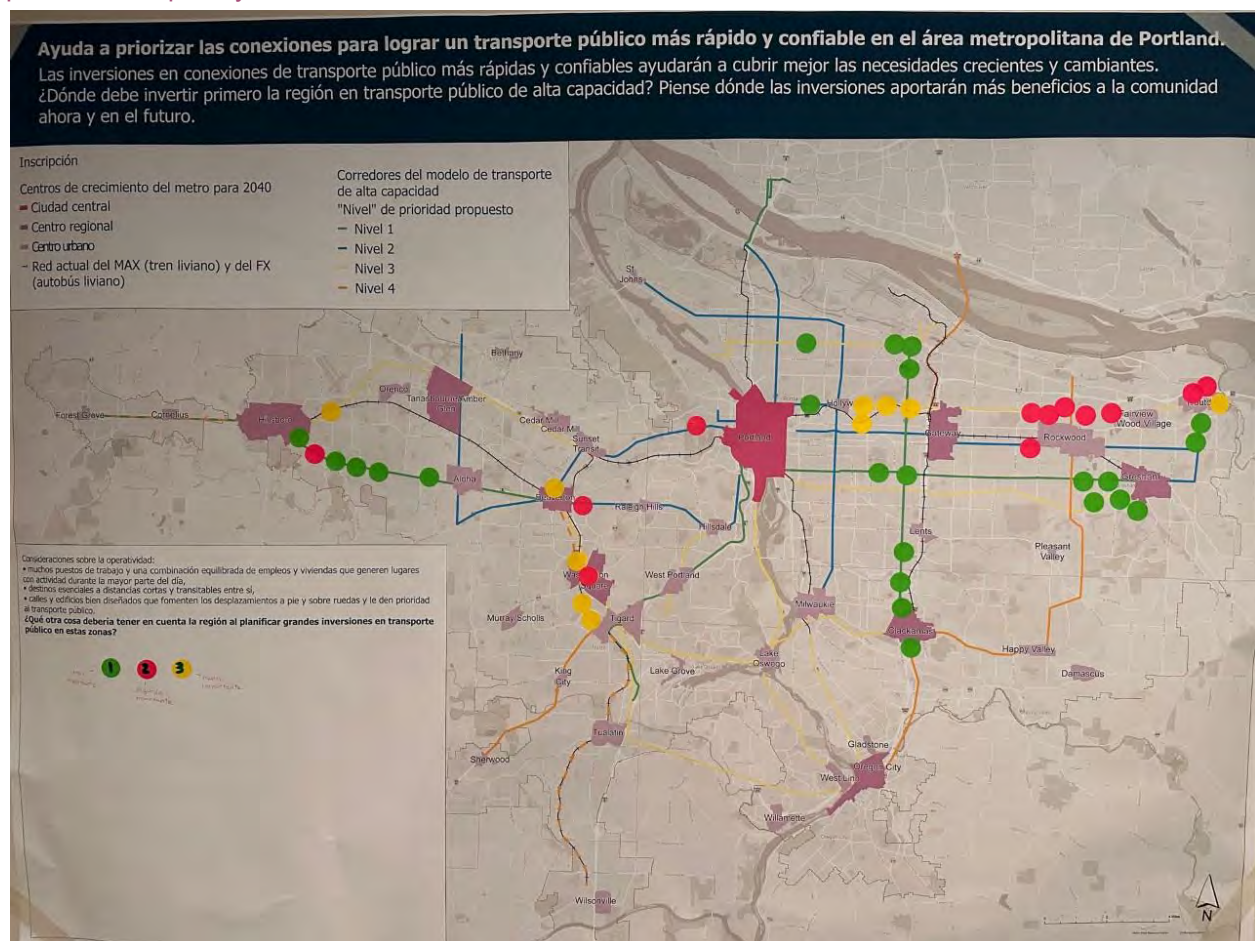 Ayuda a priorizar las conexiones para lograr un transporte público más rápido y confiable en el área metropolitana de Portland.
Las inversiones en conexiones de transporte público más rápidas y confiables ayudarán a cubrir mejor las necesidades crecientes y cambiantes.
¿Dónde debe invertir primero la región en transporte público de alta capacidad? Piense dónde las inversiones aportarán más beneficios a la comunidad
ahora y en el futuro.
Inscripción
Centros de crecimiento del metro para 2040
Ciudad central
Centro regional
Centro urbano
Red actual del MAX (tren liviano) y del FX
(autobús liviano)
Corredores del modelo de transporte
de alta capacidad
"Nivel" de prioridad propuesto
Nivel 1
Nivel 2
Nivel 3
Nivel 4
St.
Johns
Bethany
Orenco
Forest Grove
Cornelius
Cedar Mill
Cedar Mill
Sunset
Transit
Aloha
Raleigh Hills
Hillsdale
Gateway
Rockwood
Fairview
Wood Village
Lents
Pleasant
Valley
West Portland
Milwaukie
Murray Scholls
Tigard
King
City
Lake Grove
Lake
Oswego
Clackamas
Happy Valley
Damascus
Tualatin
Sherwood
Gladstone
Oregon City
West Linn
Willamette
Wilsonville
Consideraciones sobre la operatividad:
• muchos puestos de trabajo y una combinación equilibrada de empleos y viviendas que generen lugares
con actividad durante la mayor parte del día,
• destinos esenciales a distancias cortas y transitables entre sí,
• calles y edificios bien diseñados que fomenten los desplazamientos a pie y sobre ruedas y le den prioridad
al transporte público.
¿Qué otra cosa debería tener en cuenta la región al planificar grandes inversiones en transporte
público en estas zonas?
1 2 3
N